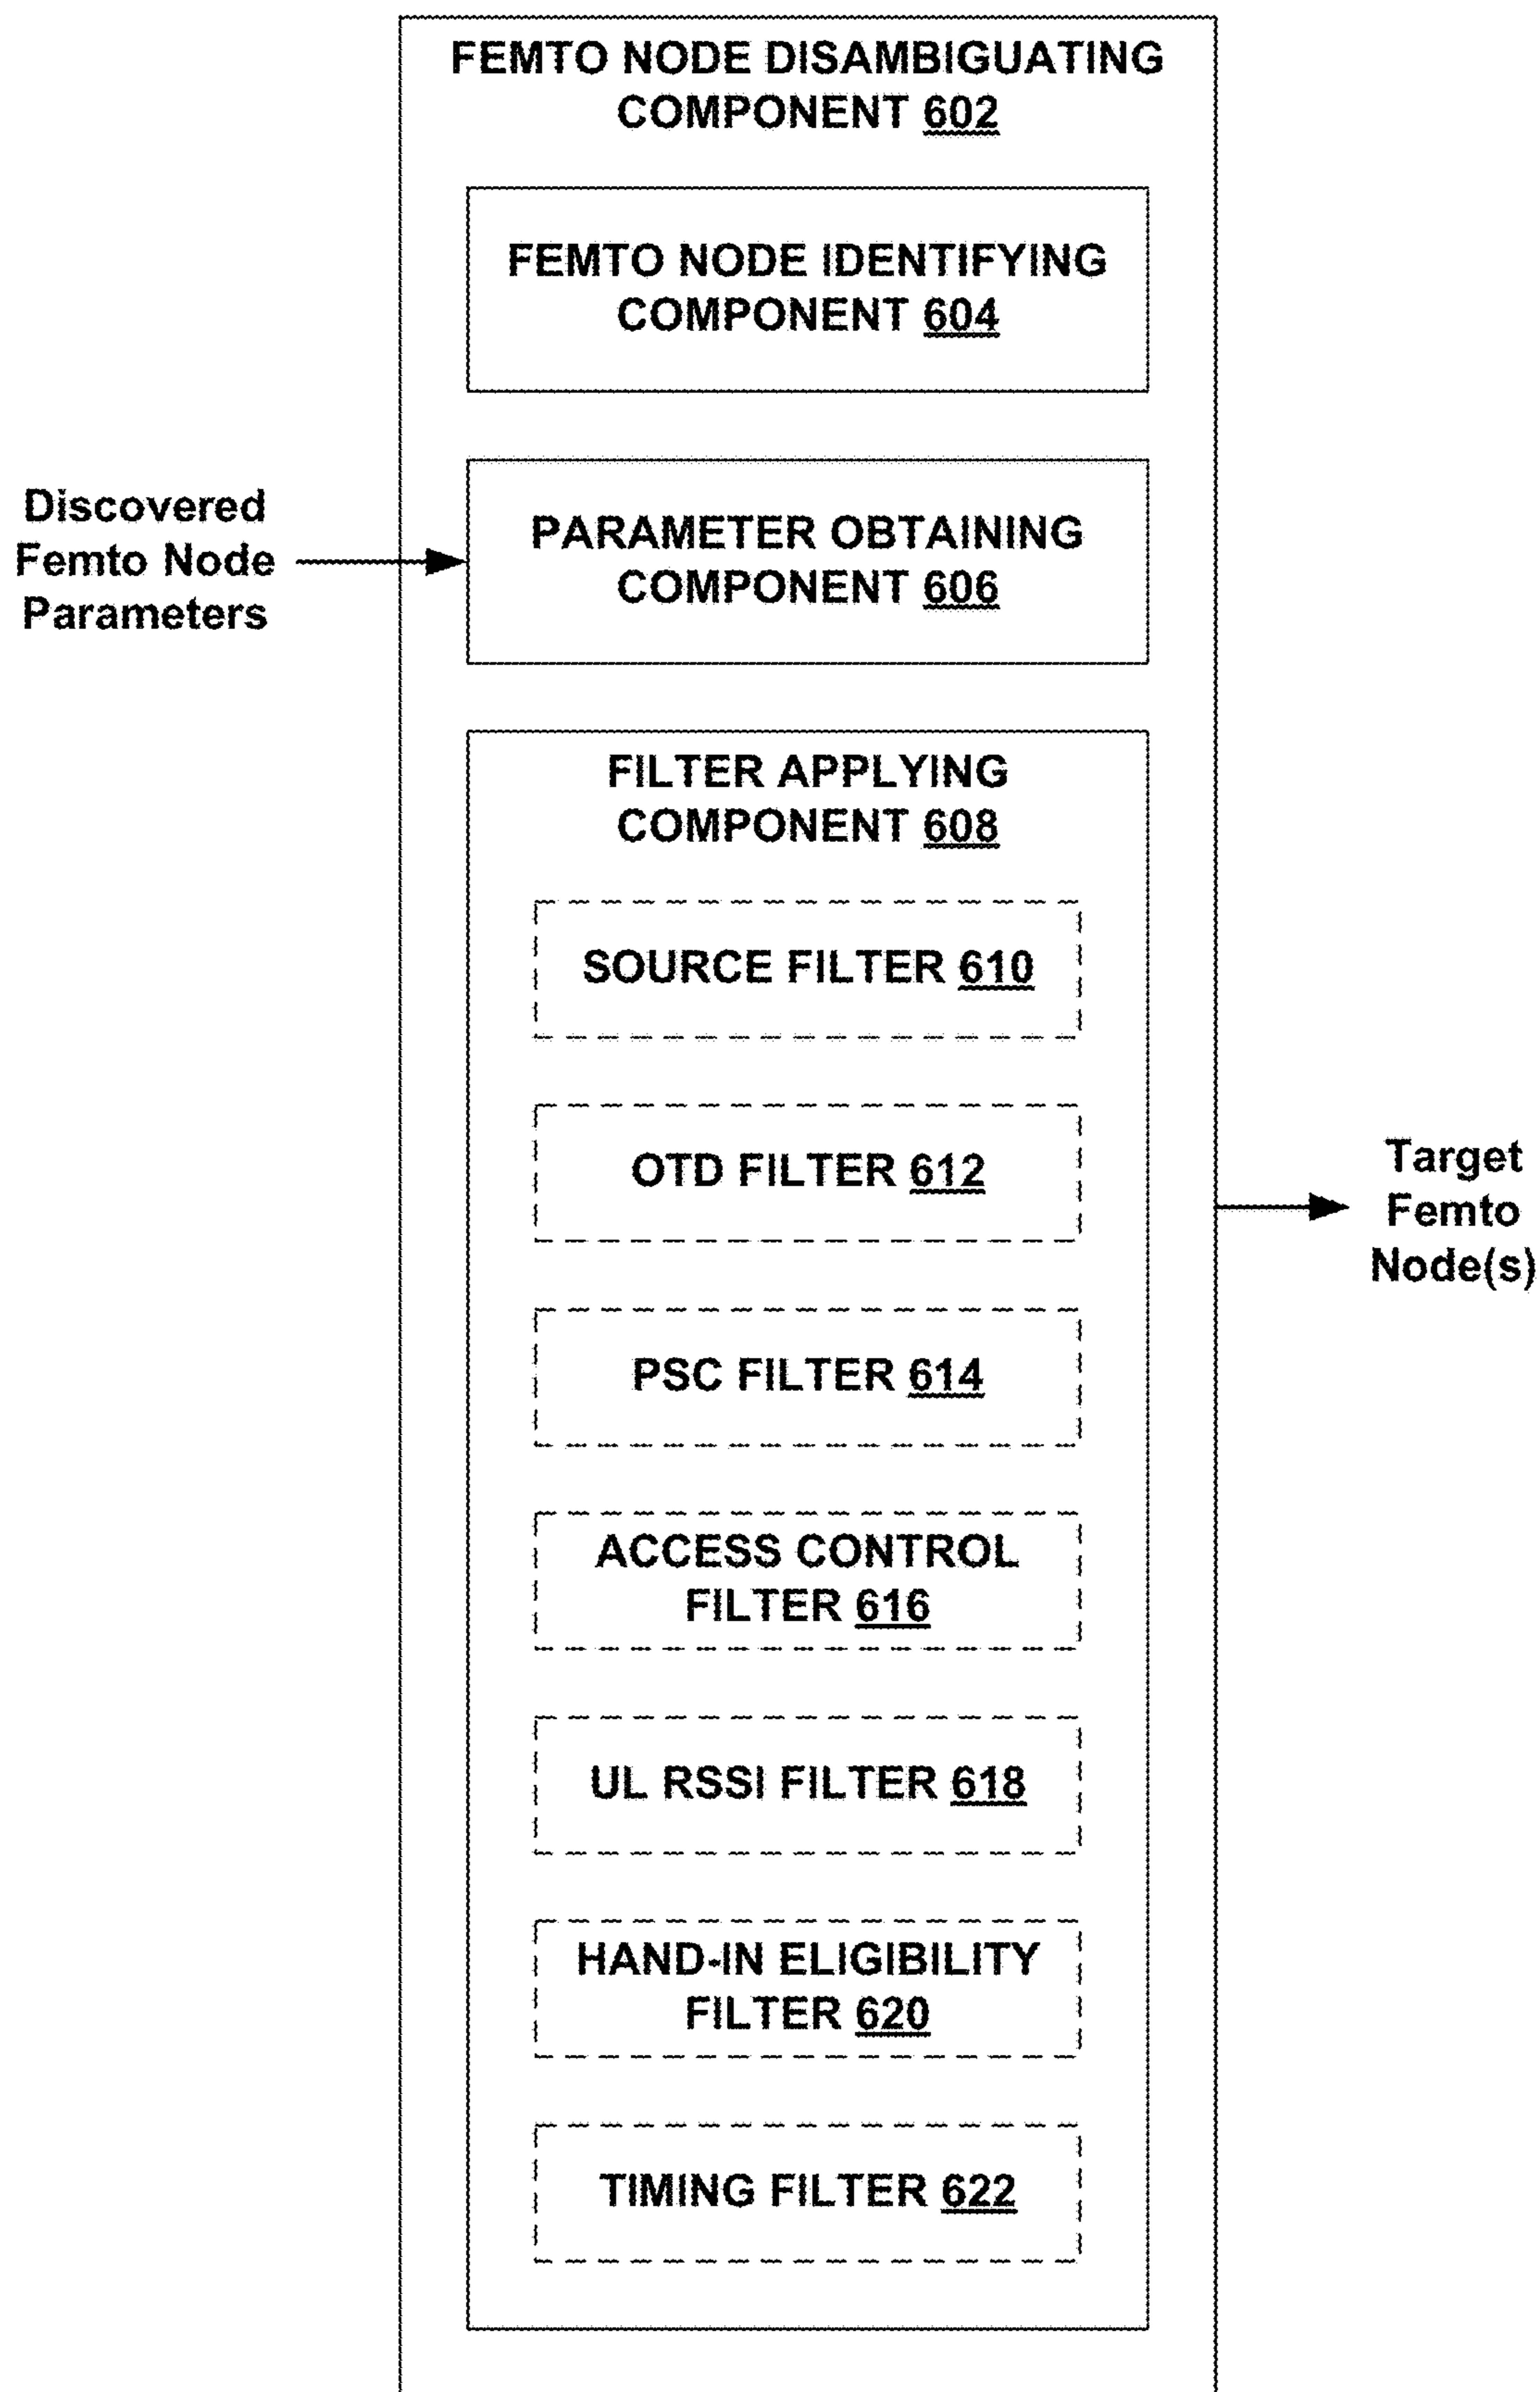 FEMTO NODE DISAMBIGUATING
COMPONENT 602
FEMTO NODE IDENTIFYING
COMPONENT 604
Discovered
Femto Node
Parameters
PARAMETER OBTAINING
COMPONENT 606
FILTER APPLYING
COMPONENT 608
SOURCE FILTER 610
OTD FILTER 612
PSC FILTER 614
ACCESS CONTROL
FILTER 616
UL RSSI FILTER 618
HAND-IN ELIGIBILITY
FILTER 620
TIMING FILTER 622
Target
Femto
Node(s)